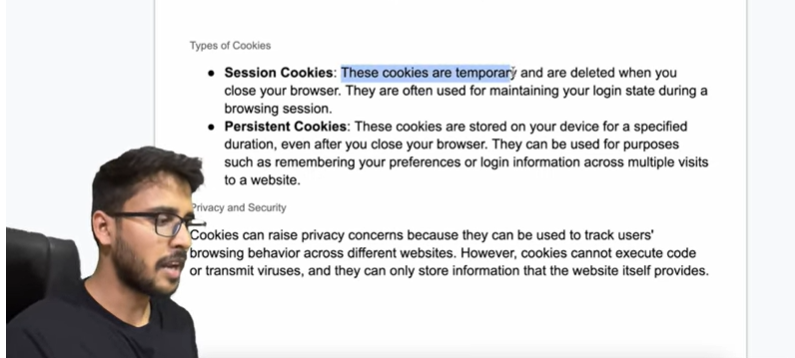 Types of Cookies
● Session Cookies: These cookies are temporary and are deleted when you
close your browser. They are often used for maintaining your login state during a
browsing session.
● Persistent Cookies: These cookies are stored on your device for a specified
duration, even after you close your browser. They can be used for purposes
such as remembering your preferences or login information across multiple visits
to a website.
Privacy and Security
Cookies can raise privacy concerns because they can be used to track users'
browsing behavior across different websites. However, cookies cannot execute code
or transmit viruses, and they can only store information that the website itself provides.